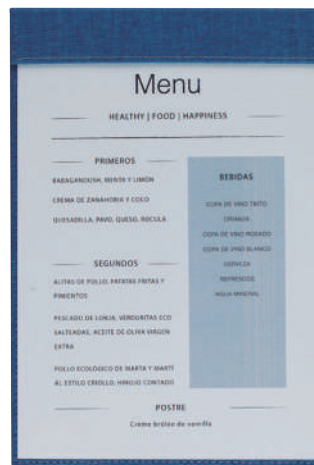 Menu
HEALTHY | FOOD | HAPPINESS
PRIMEROS
BABAGANOUSH, MENTA Y LIMÓN
CREMA DE ZANAHORIA Y COCO
QUESADILLA, PAVO, QUESO, RÚCULA
SEGUNDOS
ALITAS DE POLLO, PATATAS FRITAS Y
PIMIENTOS
PESCADO DE LONJA, VERDURITAS ECO
SALTEADAS, ACEITE DE OLIVA VIRGEN
EXTRA
POLLO ECOLÓGICO DE MARTA Y MARTÍ
AL ESTILO CRIOLLO, HINOJO
BEBIDAS
COPA DE VINO TINTO
CRIANZA
COPA DE VINO ROSADO
COPA DE VINO BLANCO
CERVEZA
REFRESCOS
AGUA MINERAL
POSTRE
Crème brûlée de vainilla